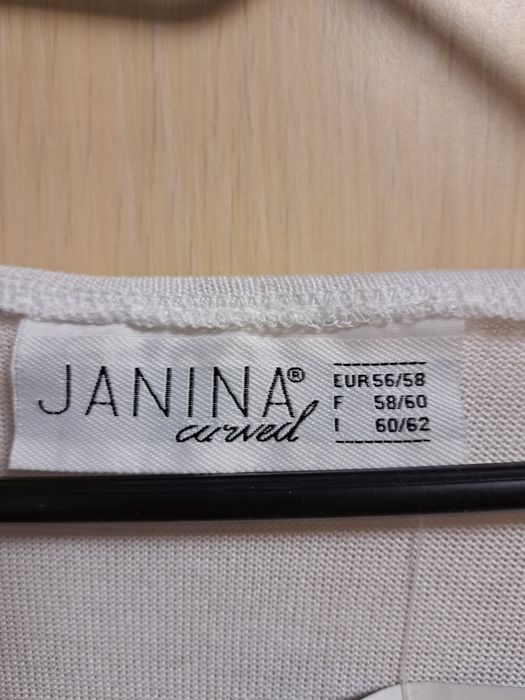 JANINA®
curved
EUR 56/58
F 58/60
I 60/62